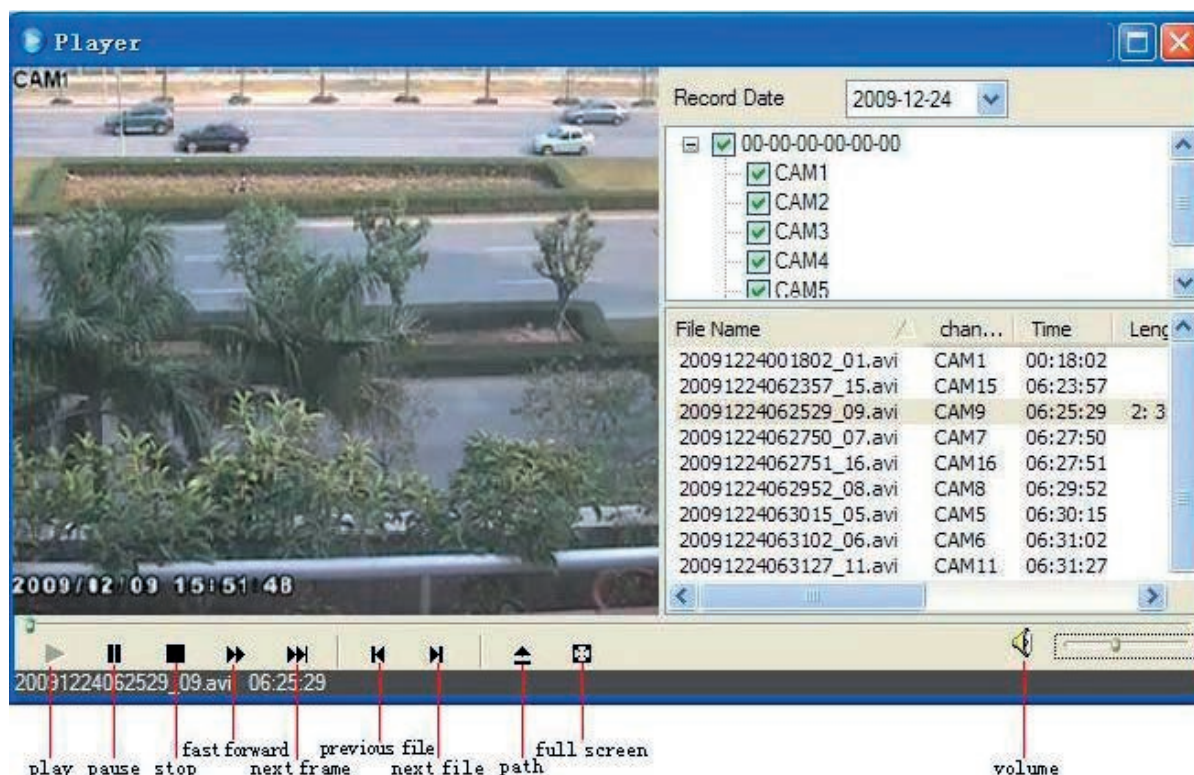 Player
CAM1
Record Date 2009-12-24
00-00-00-00-00-00
CAM1
CAM2
CAM3
CAM4
CAM5
File Name chan... Time Leng
20091224001802_01.avi CAM1 00:18:02
20091224062357_15.avi CAM15 06:23:57
20091224062529_09.avi CAM9 06:25:29 2: 3
20091224062750_07.avi CAM7 06:27:50
20091224062751_16.avi CAM16 06:27:51
20091224062952_08.avi CAM8 06:29:52
20091224063015_05.avi CAM5 06:30:15
20091224063102_06.avi CAM6 06:31:02
20091224063127_11.avi CAM11 06:31:27
2009/02/09 15:51:48
20091224062529_09.avi 06:25:29
fast forward previous file full screen
play pause stop next frame next file path volume